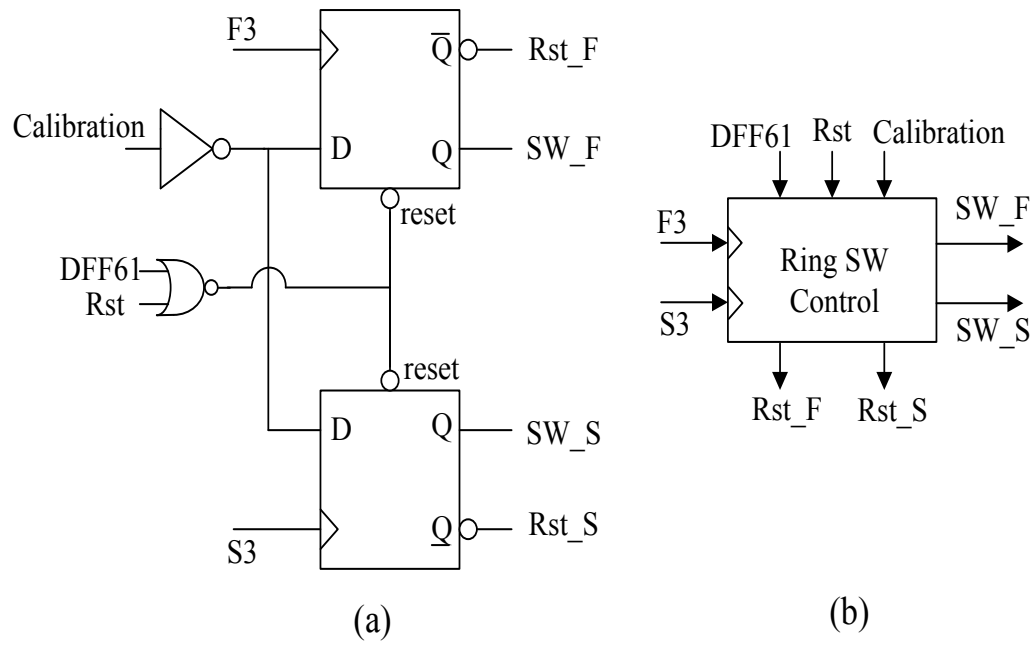 F3
Q̅
Rst_F
Calibration
D
Q
SW_F
reset
DFF61
Rst
reset
D
Q
SW_S
S3
Q
Rst_S
(a)
DFF61
Rst
Calibration
F3
SW_F
Ring SW
Control
S3
SW_S
Rst_F
Rst_S
(b)